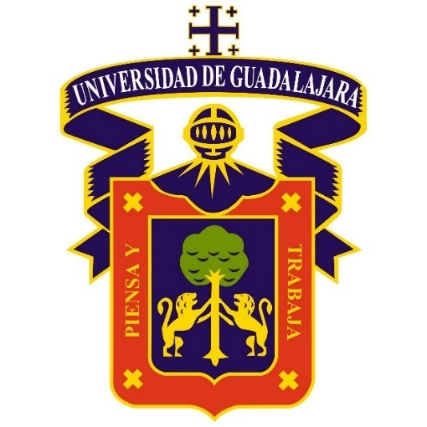 UNIVERSIDAD DE GUADALAJARA
PIENSA Y
TRABAJA